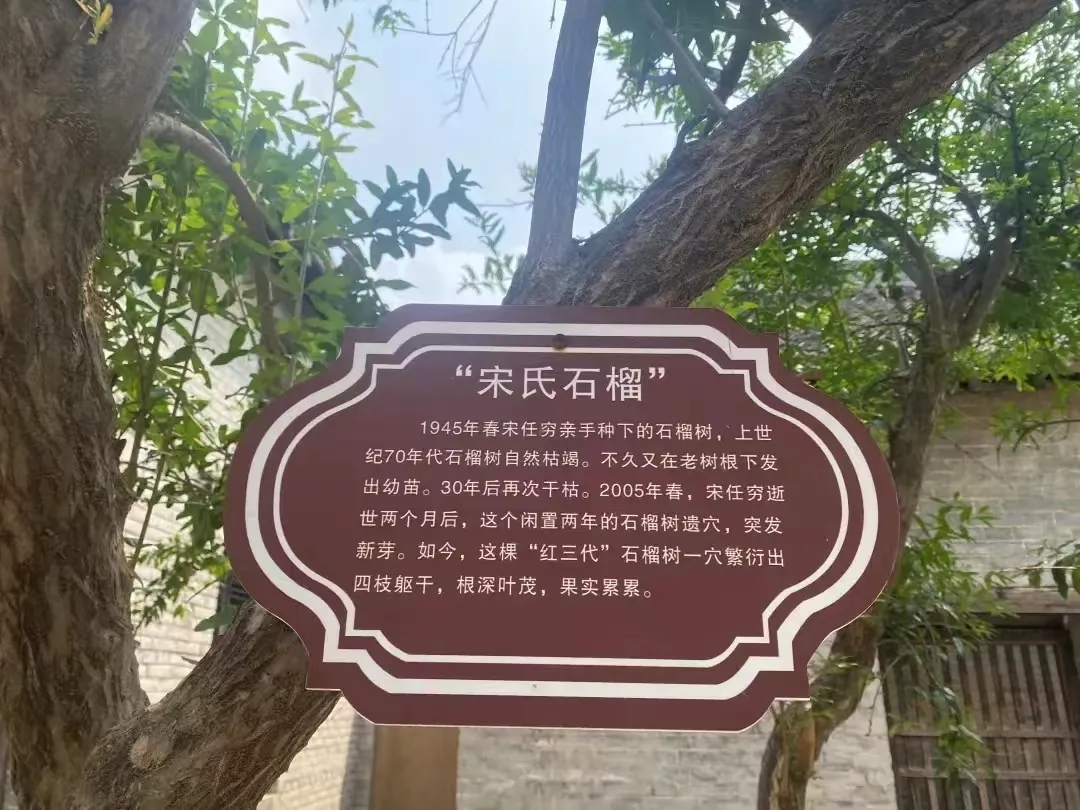 “宋氏石榴”
1945年春宋任穷亲手种下的石榴树，上世
纪70年代石榴树自然枯竭。不久又在老树根下发
出幼苗。30年后再次干枯。2005年春，宋任穷逝
世两个月后，这个闲置两年的石榴树遗穴，突发
新芽。如今，这棵“红三代”石榴树一穴繁衍出
四枝躯干，根深叶茂，果实累累。